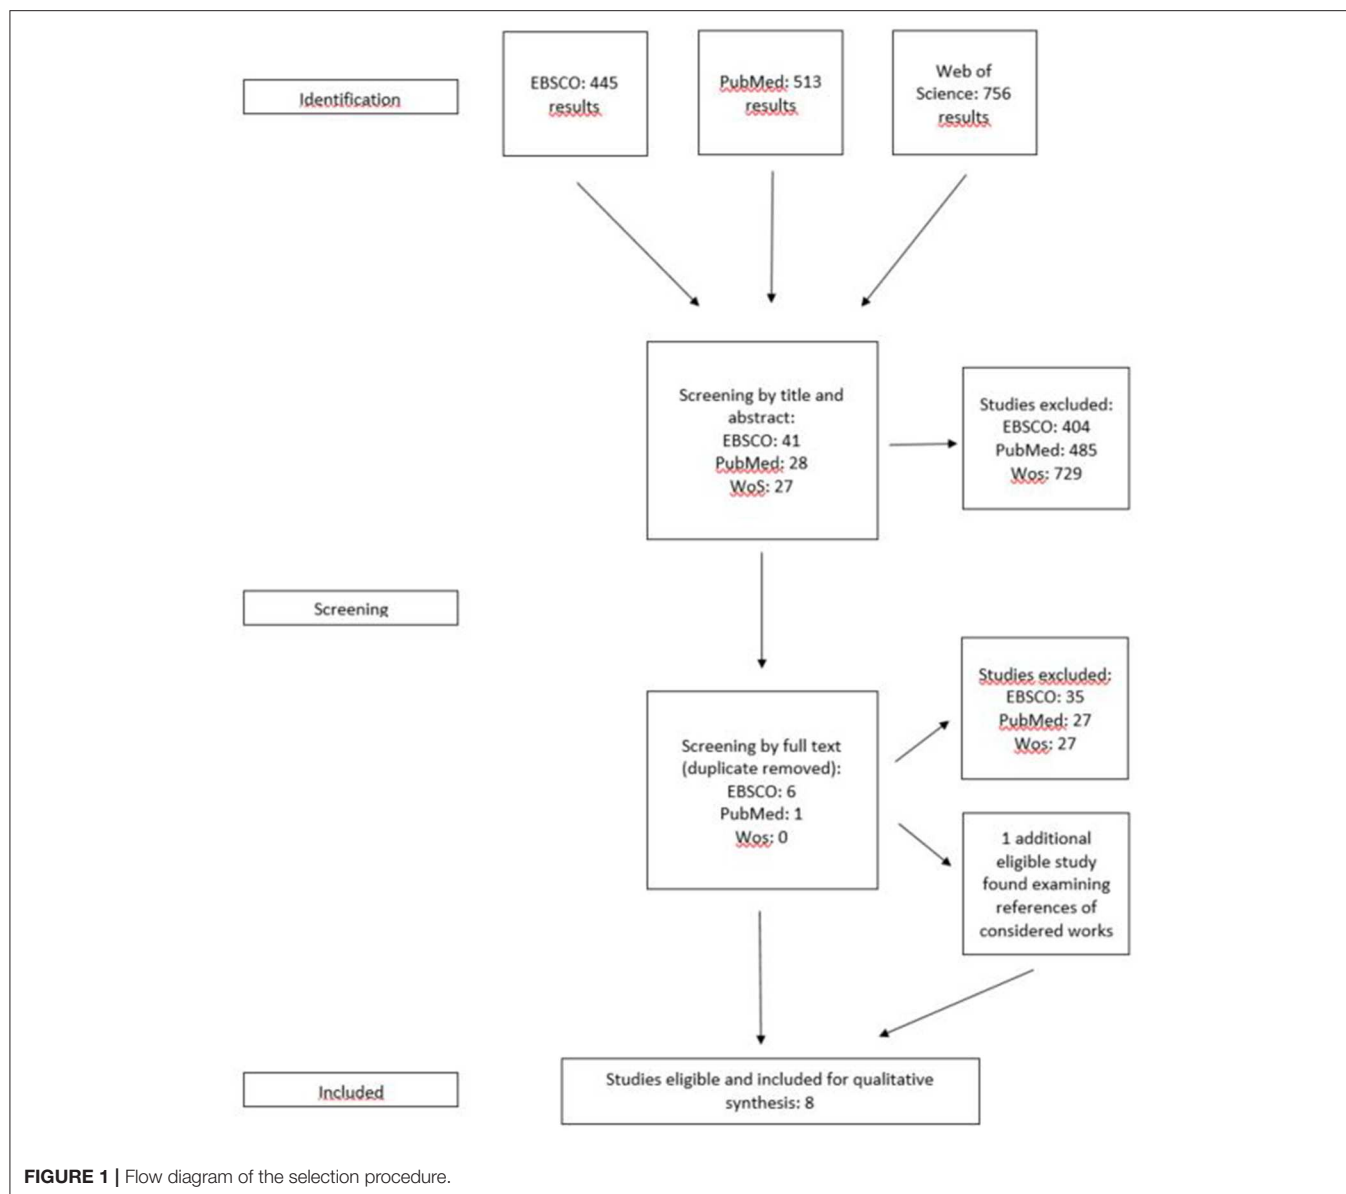 Identification
EBSCO: 445
results
PubMed: 513
results
Web of
Science: 756
results
Screening by title and
abstract:
EBSCO: 41
PubMed: 28
WoS: 27
Studies excluded:
EBSCO: 404
PubMed: 485
Wos: 729
Screening
Screening by full text
(duplicate removed):
EBSCO: 6
PubMed: 1
Wos: 0
Studies excluded:
EBSCO: 35
PubMed: 27
Wos: 27
1 additional
eligible study
found examining
references of
considered works
Included
Studies eligible and included for qualitative
synthesis: 8
FIGURE 1 | Flow diagram of the selection procedure.